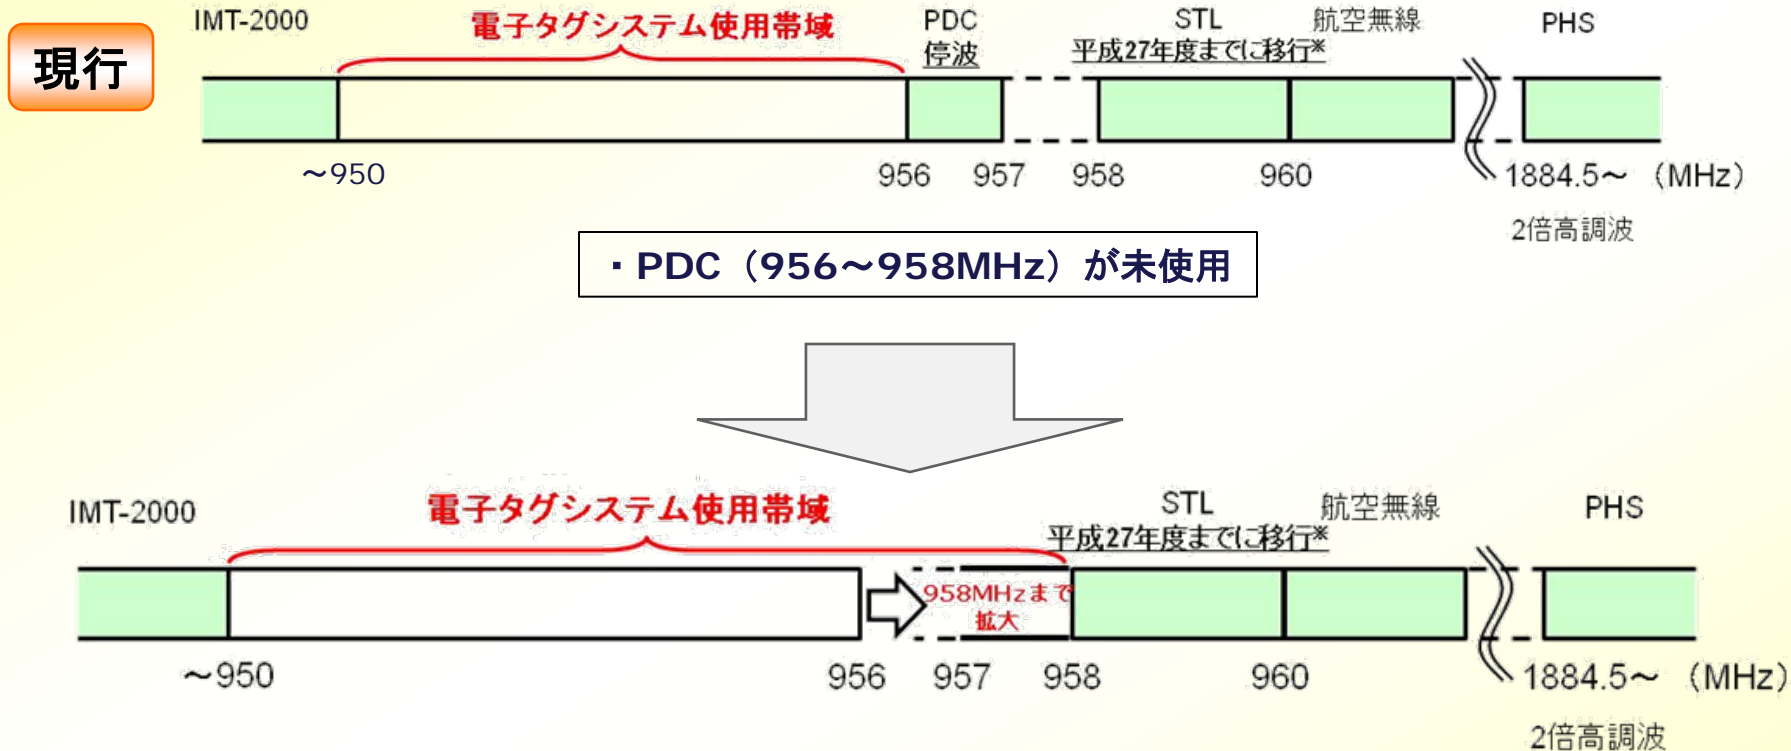 現行
IMT-2000
電子タグシステム使用帯域
PDC
停波
STL
平成27年度までに移行※
航空無線
PHS
～950
956
957
958
960
1884.5～（MHz）
2倍高調波
・PDC（956～958MHz）が未使用
IMT-2000
電子タグシステム使用帯域
STL
平成27年度までに移行※
航空無線
PHS
958MHzまで
拡大
～950
956
957
958
960
1884.5～（MHz）
2倍高調波